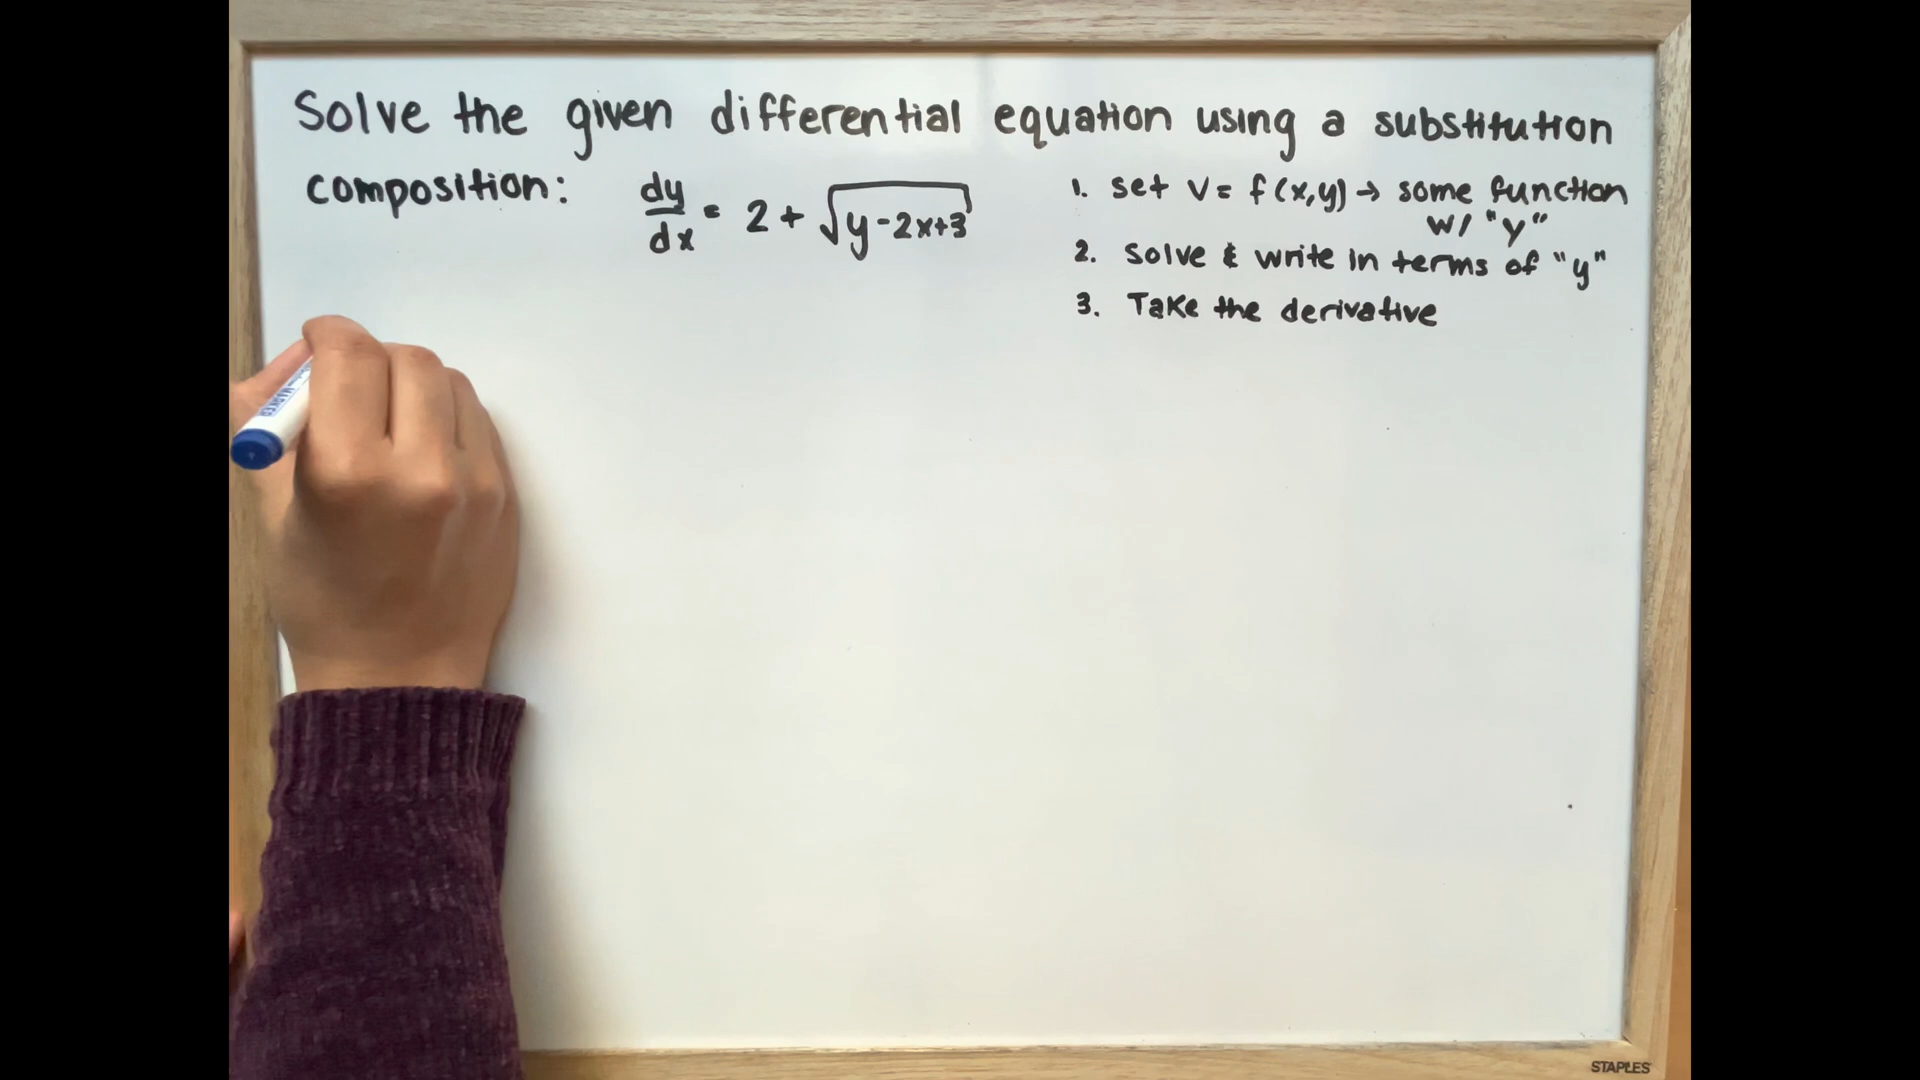 Solve the given differential equation using a substitution
composition: dy/dx = 2 + √(y-2x+3)
1. set v = f(x,y) → some function
w/ "y"
2. Solve & write in terms of "y"
3. Take the derivative
MARKER
STAPLES